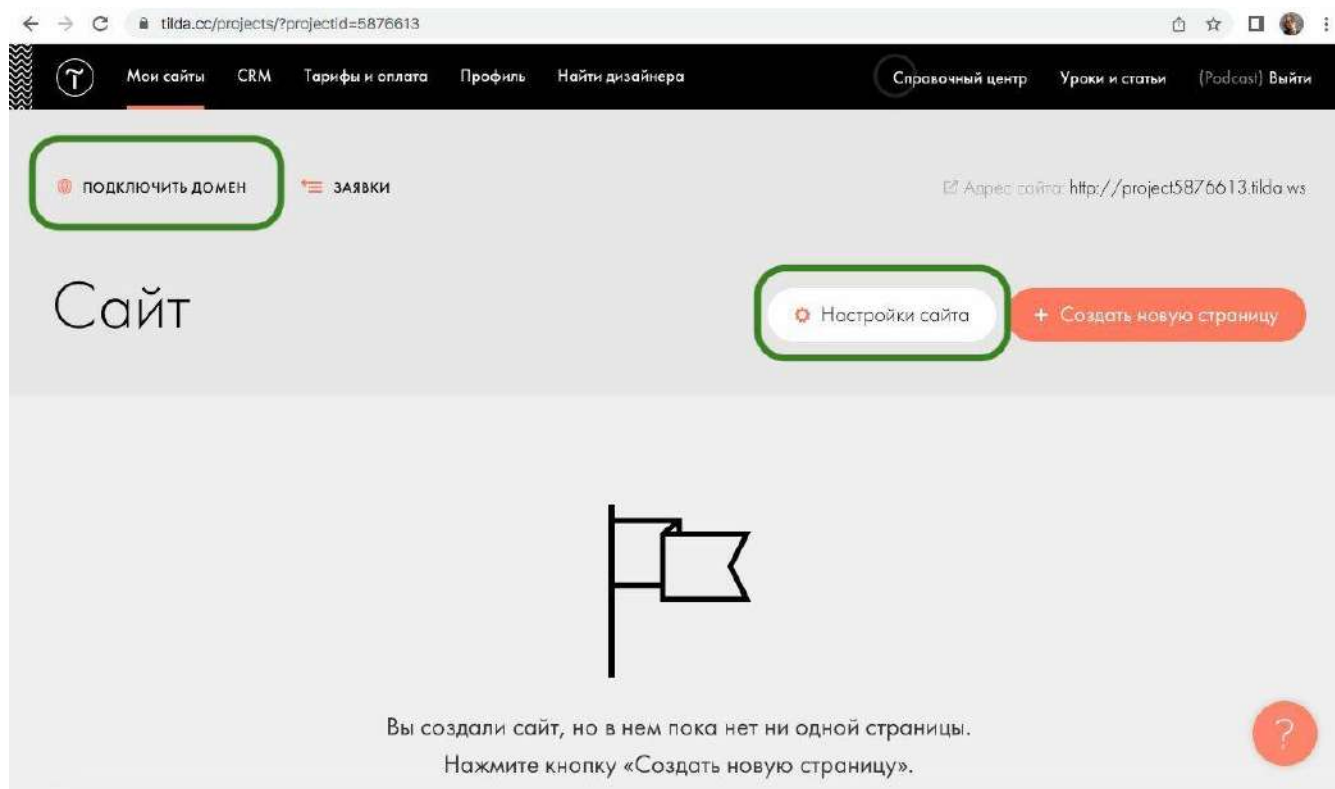 tilda.cc/projects/?projectid=5876613
Мои сайты CRM Тарифы и оплата Профиль Найти дизайнера Справочный центр Уроки и статьи (Podcast) Выйти
ПОДКЛЮЧИТЬ ДОМЕН ЗАЯВКИ Адрес сайта: http://project5876613.tilda.ws
Сайт
Настройки сайта + Создать новую страницу
Вы создали сайт, но в нем пока нет ни одной страницы.
Нажмите кнопку «Создать новую страницу».
?